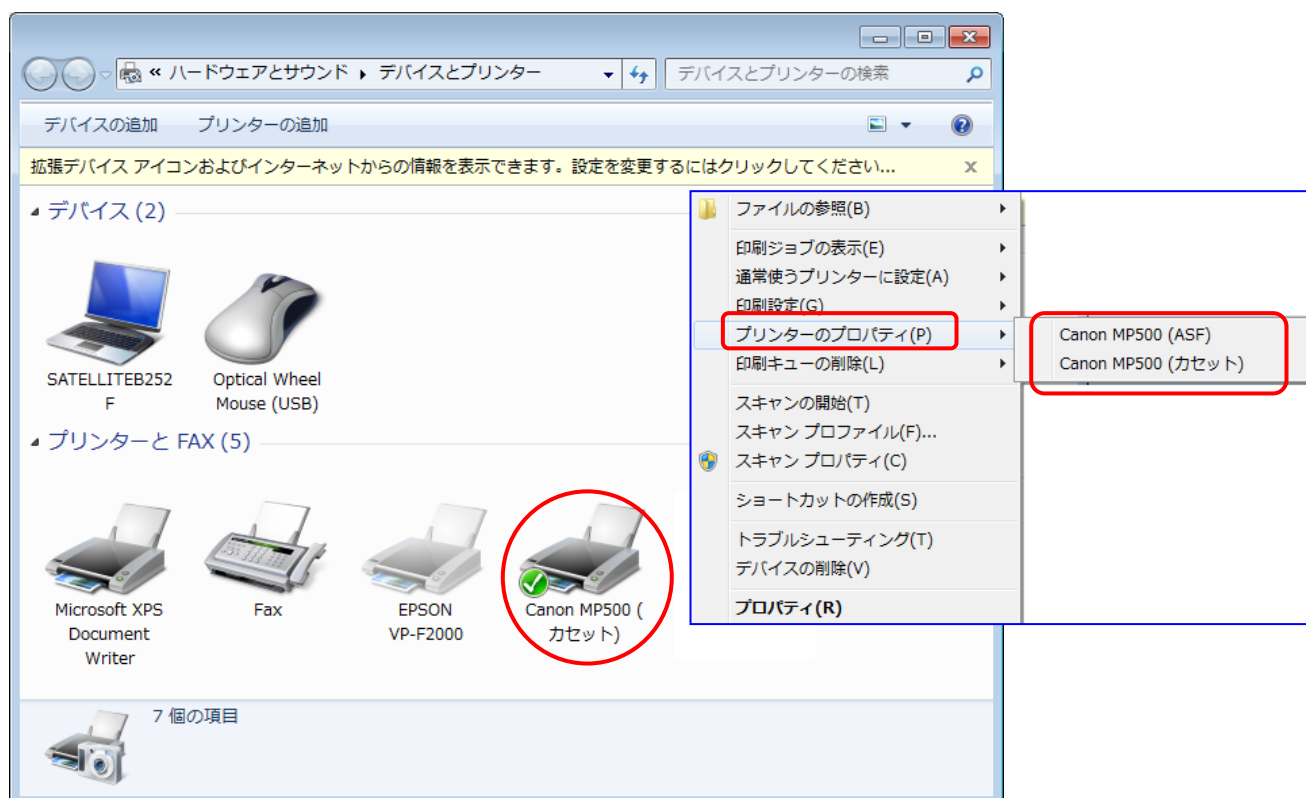 « ハードウェアとサウンド ▸ デバイスとプリンター
デバイスとプリンターの検索
デバイスの追加 プリンターの追加
拡張デバイス アイコンおよびインターネットからの情報を表示できます。設定を変更するにはクリックしてください... x
デバイス (2)
SATELLITEB252
F
Optical Wheel
Mouse (USB)
プリンターと FAX (5)
Microsoft XPS
Document
Writer
Fax
EPSON
VP-F2000
Canon MP500 (
カセット)
7 個の項目
ファイルの参照(B)
印刷ジョブの表示(E)
通常使うプリンターに設定(A)
印刷設定(G)
プリンターのプロパティ(P)
印刷キューの削除(L)
スキャンの開始(T)
スキャン プロファイル(F)...
スキャン プロパティ(C)
ショートカットの作成(S)
トラブルシューティング(T)
デバイスの削除(V)
プロパティ(R)
Canon MP500 (ASF)
Canon MP500 (カセット)